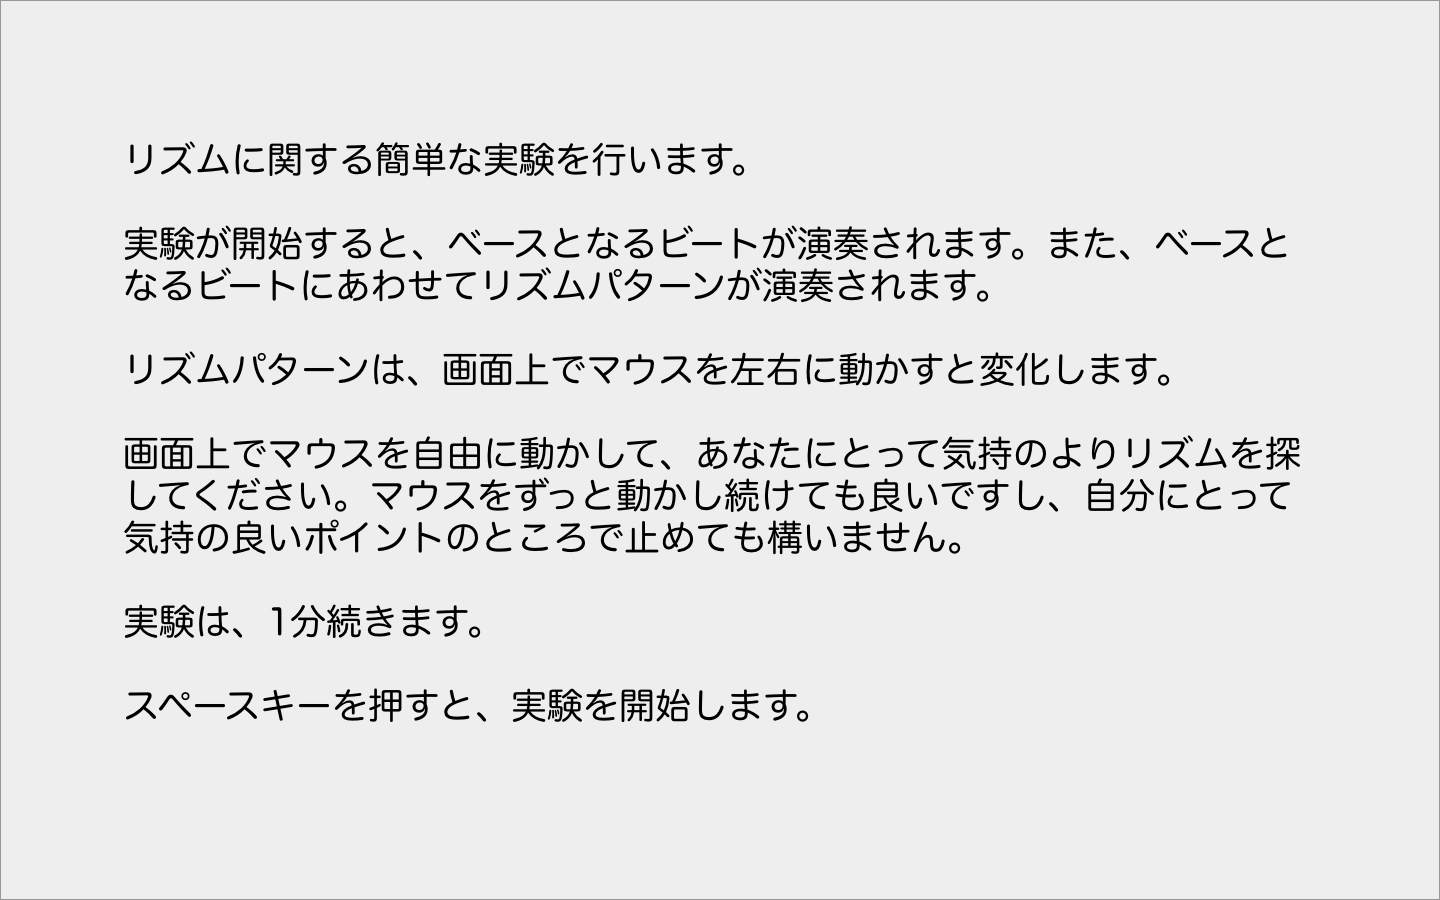 リズムに関する簡単な実験を行います。
実験が開始すると、ベースとなるビートが演奏されます。また、ベースと
なるビートにあわせてリズムパターンが演奏されます。
リズムパターンは、画面上でマウスを左右に動かすと変化します。
画面上でマウスを自由に動かして、あなたにとって気持のよりリズムを探
してください。マウスをずっと動かし続けても良いですし、自分にとって
気持の良いポイントのところで止めても構いません。
実験は、1分続きます。
スペースキーを押すと、実験を開始します。